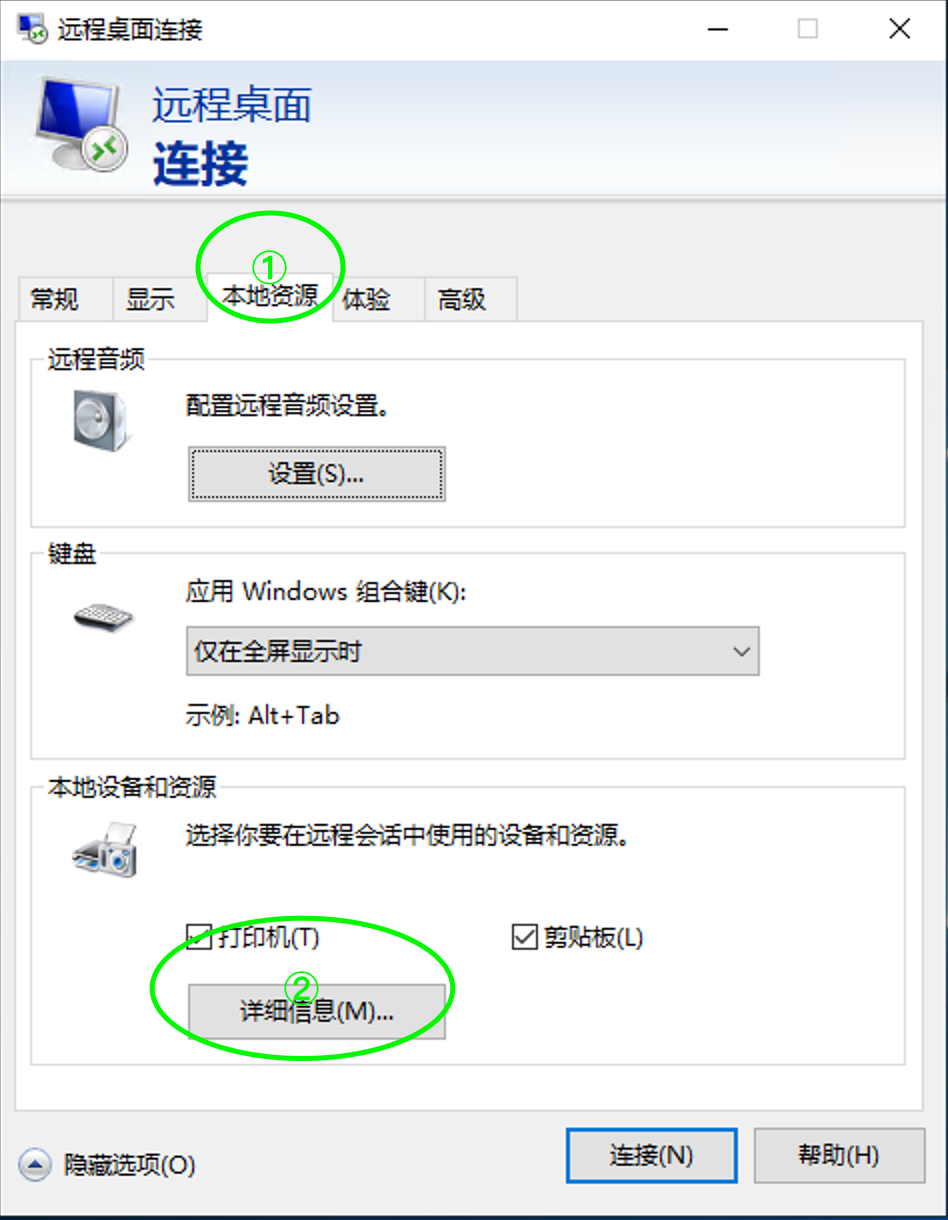 远程桌面连接
远程桌面
连接
①
常规 显示 本地资源 体验 高级
远程音频
配置远程音频设置。
设置(S)...
键盘
应用 Windows 组合键(K):
仅在全屏显示时
示例: Alt+Tab
本地设备和资源
选择你要在远程会话中使用的设备和资源。
打印机(T) 剪贴板(L)
②
详细信息(M)...
隐藏选项(O) 连接(N) 帮助(H)